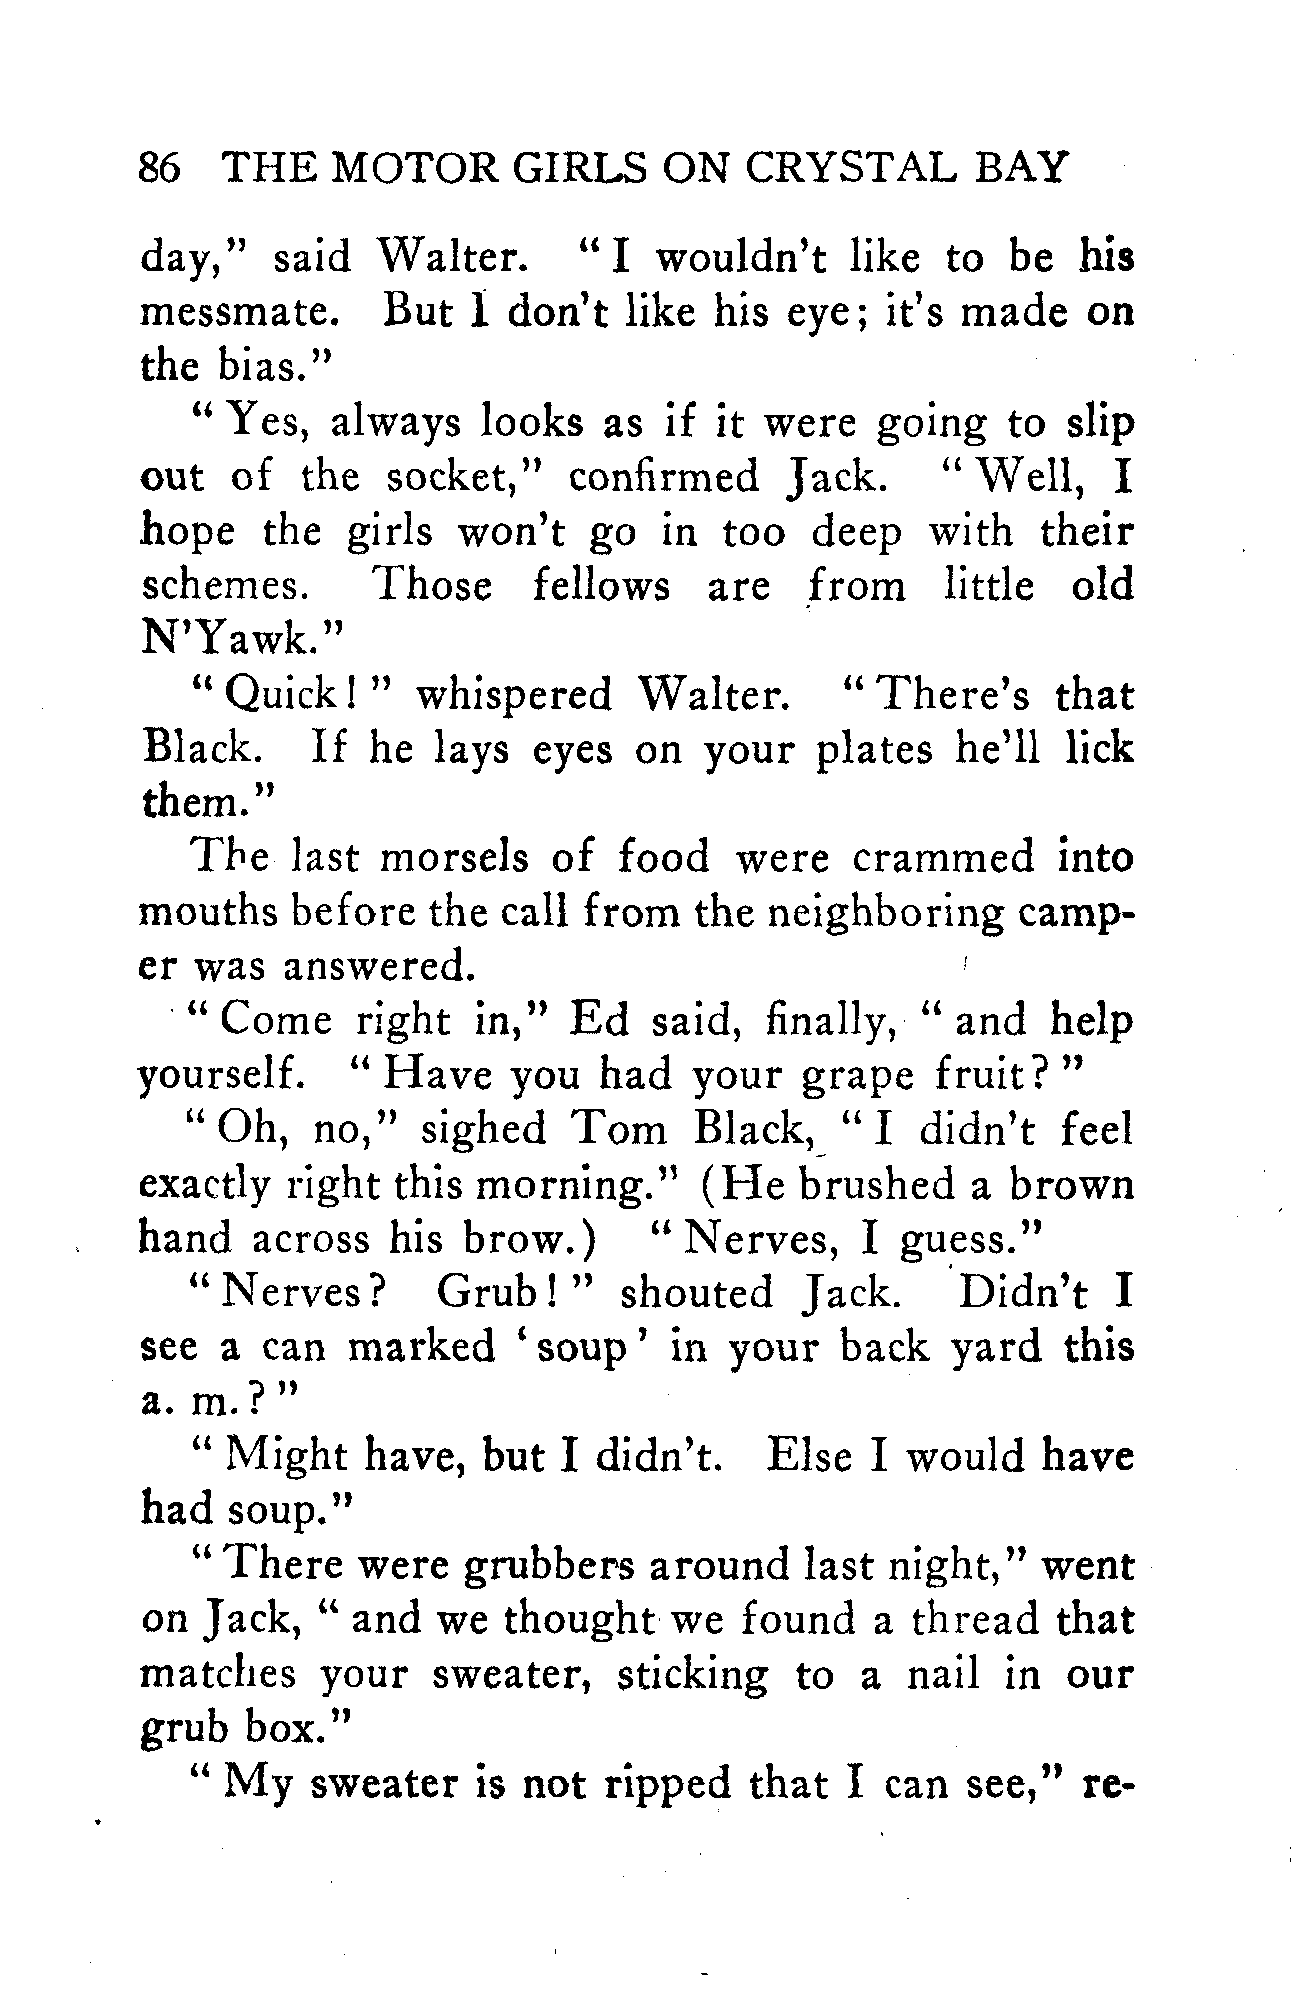 86 THE MOTOR GIRLS ON CRYSTAL BAY
day," said Walter. "I wouldn't like to be his
messmate. But I don't like his eye; it's made on
the bias."
"Yes, always looks as if it were going to slip
out of the socket," confirmed Jack. "Well, I
hope the girls won't go in too deep with their
schemes. Those fellows are from little old
N'Yawk."
"Quick!" whispered Walter. "There's that
Black. If he lays eyes on your plates he'll lick
them."
The last morsels of food were crammed into
mouths before the call from the neighboring camp-
er was answered.
"Come right in," Ed said, finally, "and help
yourself. "Have you had your grape fruit?"
"Oh, no," sighed Tom Black, "I didn't feel
exactly right this morning." (He brushed a brown
hand across his brow.) "Nerves, I guess."
"Nerves? Grub!" shouted Jack. Didn't I
see a can marked 'soup' in your back yard this
a. m.?"
"Might have, but I didn't. Else I would have
had soup."
"There were grubbers around last night," went
on Jack, "and we thought we found a thread that
matches your sweater, sticking to a nail in our
grub box."
"My sweater is not ripped that I can see," re-